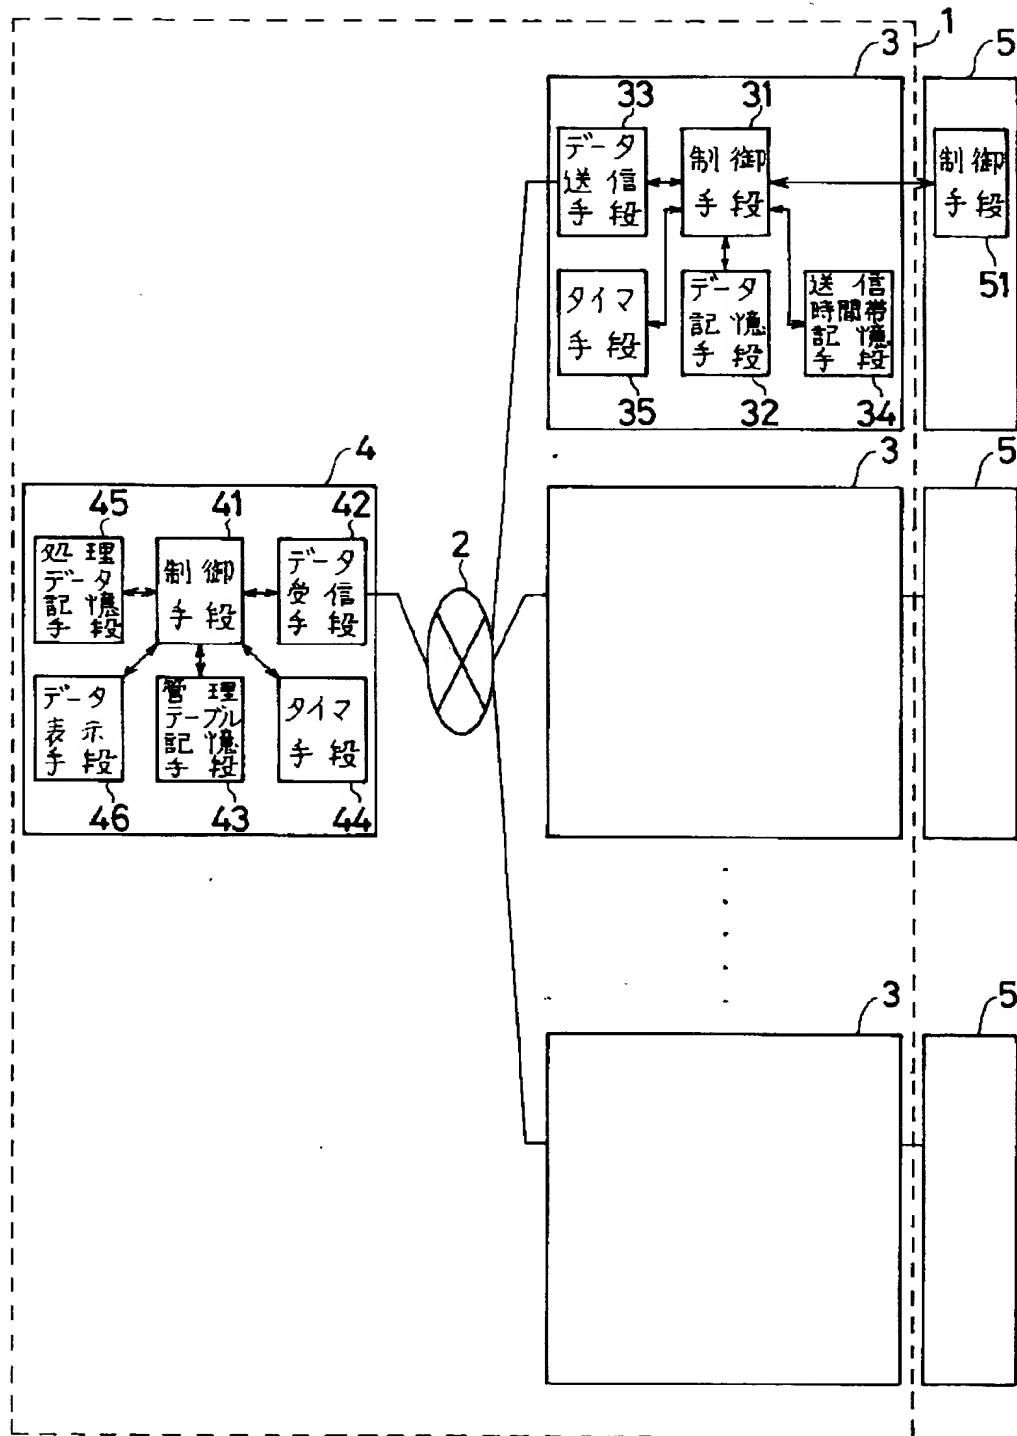 1
3
5
33
31
データ
送信
手段
制御
手段
制御
手段
51
タイマ
手段
データ
記憶
手段
送信
時間帯
記憶
手段
35
32
34
4
45
41
42
処理
データ
記憶
手段
制御
手段
データ
受信
手段
データ
表示
手段
管理
テーブル
記憶
手段
タイマ
手段
46
43
44
2
3
5
3
5